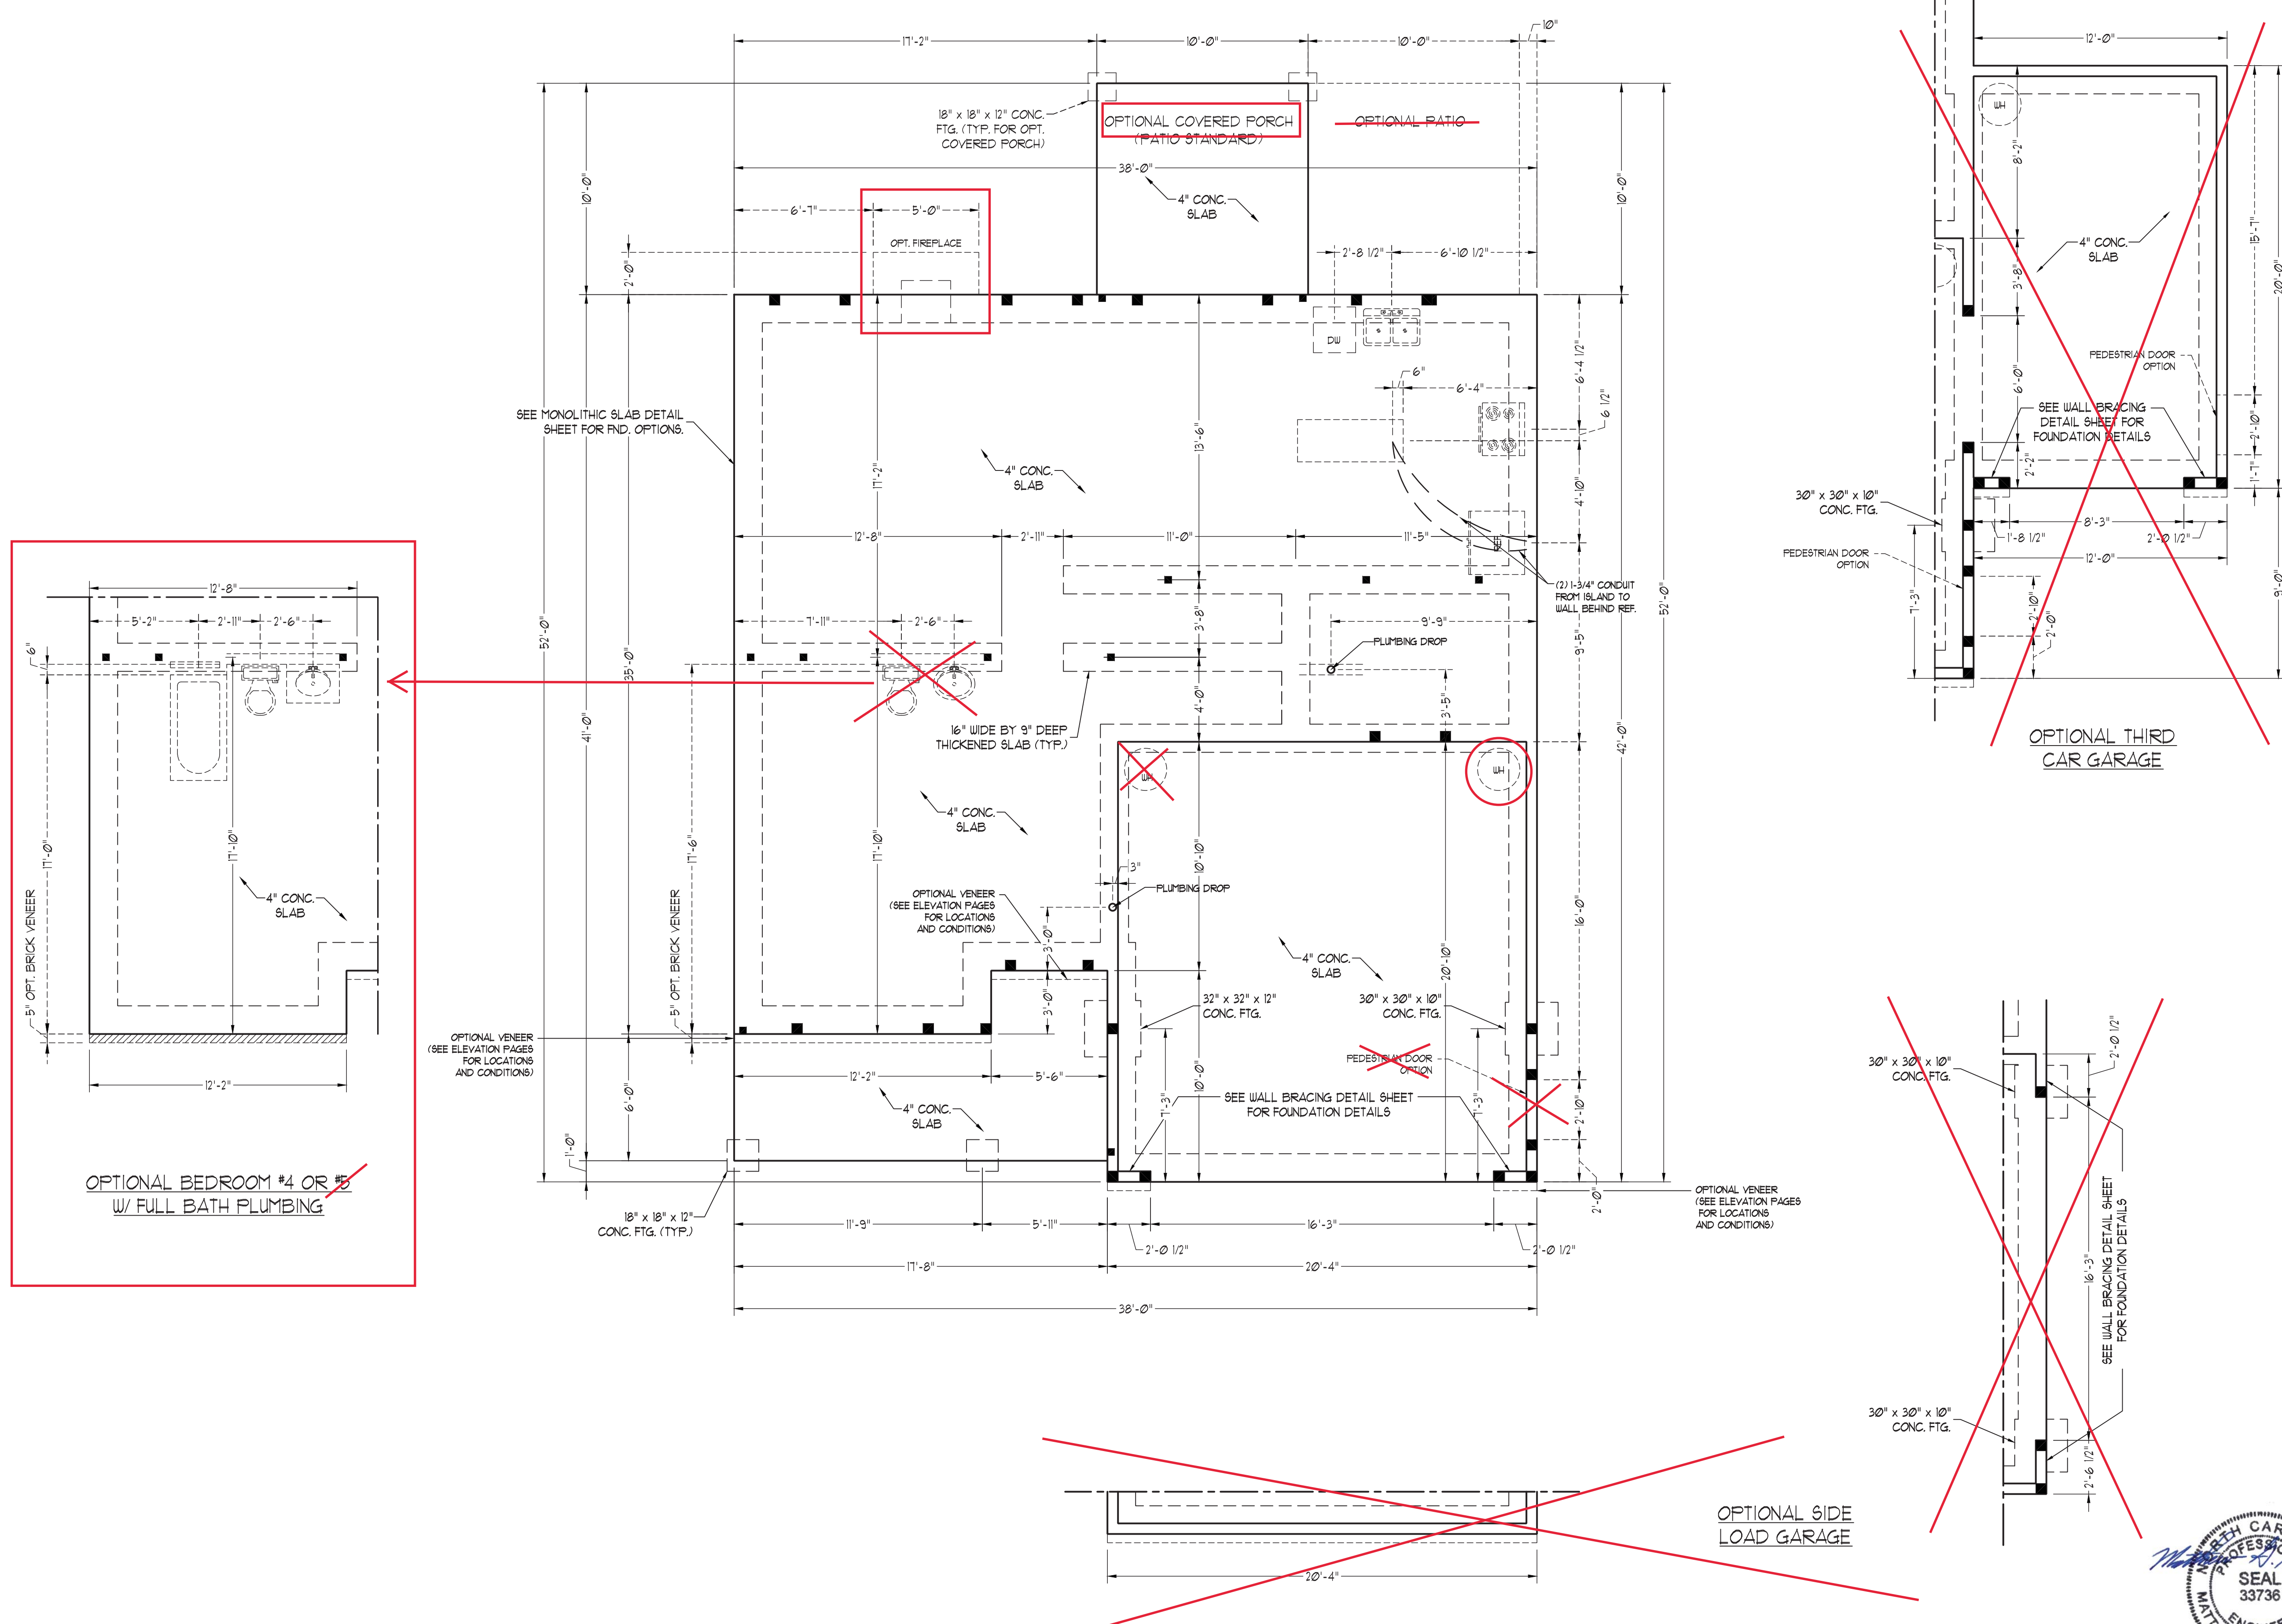 17'-2"
10'-0"
10'-0"
10"
18" x 18" x 12" CONC.
FTG. (TYP. FOR OPT.
COVERED PORCH)
OPTIONAL COVERED PORCH
(PATIO STANDARD)
OPTIONAL PATIO
38'-0"
4" CONC.
SLAB
10'-0"
10'-0"
6'-7"
5'-0"
OPT. FIREPLACE
2'-0"
2'-8 1/2"
6'-10 1/2"
DW
6"
6'-4"
6'-4 1/2"
6 1/2"
SEE MONOLITHIC SLAB DETAIL
SHEET FOR FND. OPTIONS.
13'-6"
17'-2"
4" CONC.
SLAB
4'-10"
12'-8"
2'-11"
11'-0"
11'-5"
REF.
(2) 1-3/4" CONDUIT
FROM ISLAND TO
WALL BEHIND REF.
52'-0"
52'-0"
35'-0"
41'-0"
42'-0"
7'-11"
2'-6"
3'-8"
9'-9"
9'-5"
PLUMBING DROP
4'-0"
3'-5"
16" WIDE BY 9" DEEP
THICKENED SLAB (TYP.)
WH
WH
4" CONC.
SLAB
17'-10"
17'-6"
10'-10"
3"
PLUMBING DROP
5" OPT. BRICK VENEER
OPTIONAL VENEER
(SEE ELEVATION PAGES
FOR LOCATIONS
AND CONDITIONS)
3'-0"
3'-0"
4" CONC.
SLAB
20'-10"
16'-0"
32" x 32" x 12"
CONC. FTG.
30" x 30" x 10"
CONC. FTG.
OPTIONAL VENEER
(SEE ELEVATION PAGES
FOR LOCATIONS
AND CONDITIONS)
PEDESTRIAN DOOR
OPTION
12'-2"
5'-6"
10'-0"
7'-3"
7'-3"
2'-10"
6'-0"
1'-0"
4" CONC.
SLAB
SEE WALL BRACING DETAIL SHEET
FOR FOUNDATION DETAILS
2'-0"
OPTIONAL VENEER
(SEE ELEVATION PAGES
FOR LOCATIONS
AND CONDITIONS)
18" x 18" x 12"
CONC. FTG. (TYP.)
11'-9"
5'-11"
16'-3"
2'-0 1/2"
2'-0 1/2"
17'-8"
20'-4"
38'-0"
12'-8"
5'-2"
2'-11"
2'-6"
6"
17'-0"
17'-10"
5" OPT. BRICK VENEER
4" CONC.
SLAB
12'-2"
OPTIONAL BEDROOM #4 OR #5
W/ FULL BATH PLUMBING
12'-0"
WH
8'-2"
3'-8"
4" CONC.
SLAB
15'-7"
20'-0"
6'-0"
PEDESTRIAN DOOR
OPTION
SEE WALL BRACING
DETAIL SHEET FOR
FOUNDATION DETAILS
2'-10"
2'-2"
1'-7"
30" x 30" x 10"
CONC. FTG.
8'-3"
1'-8 1/2"
2'-0 1/2"
12'-0"
PEDESTRIAN DOOR
OPTION
7'-3"
2'-10"
2'-0"
9'-0"
OPTIONAL THIRD
CAR GARAGE
2'-0 1/2"
30" x 30" x 10"
CONC. FTG.
16'-3"
SEE WALL BRACING DETAIL SHEET
FOR FOUNDATION DETAILS
30" x 30" x 10"
CONC. FTG.
2'-6 1/2"
20'-4"
OPTIONAL SIDE
LOAD GARAGE
SEAL
33736